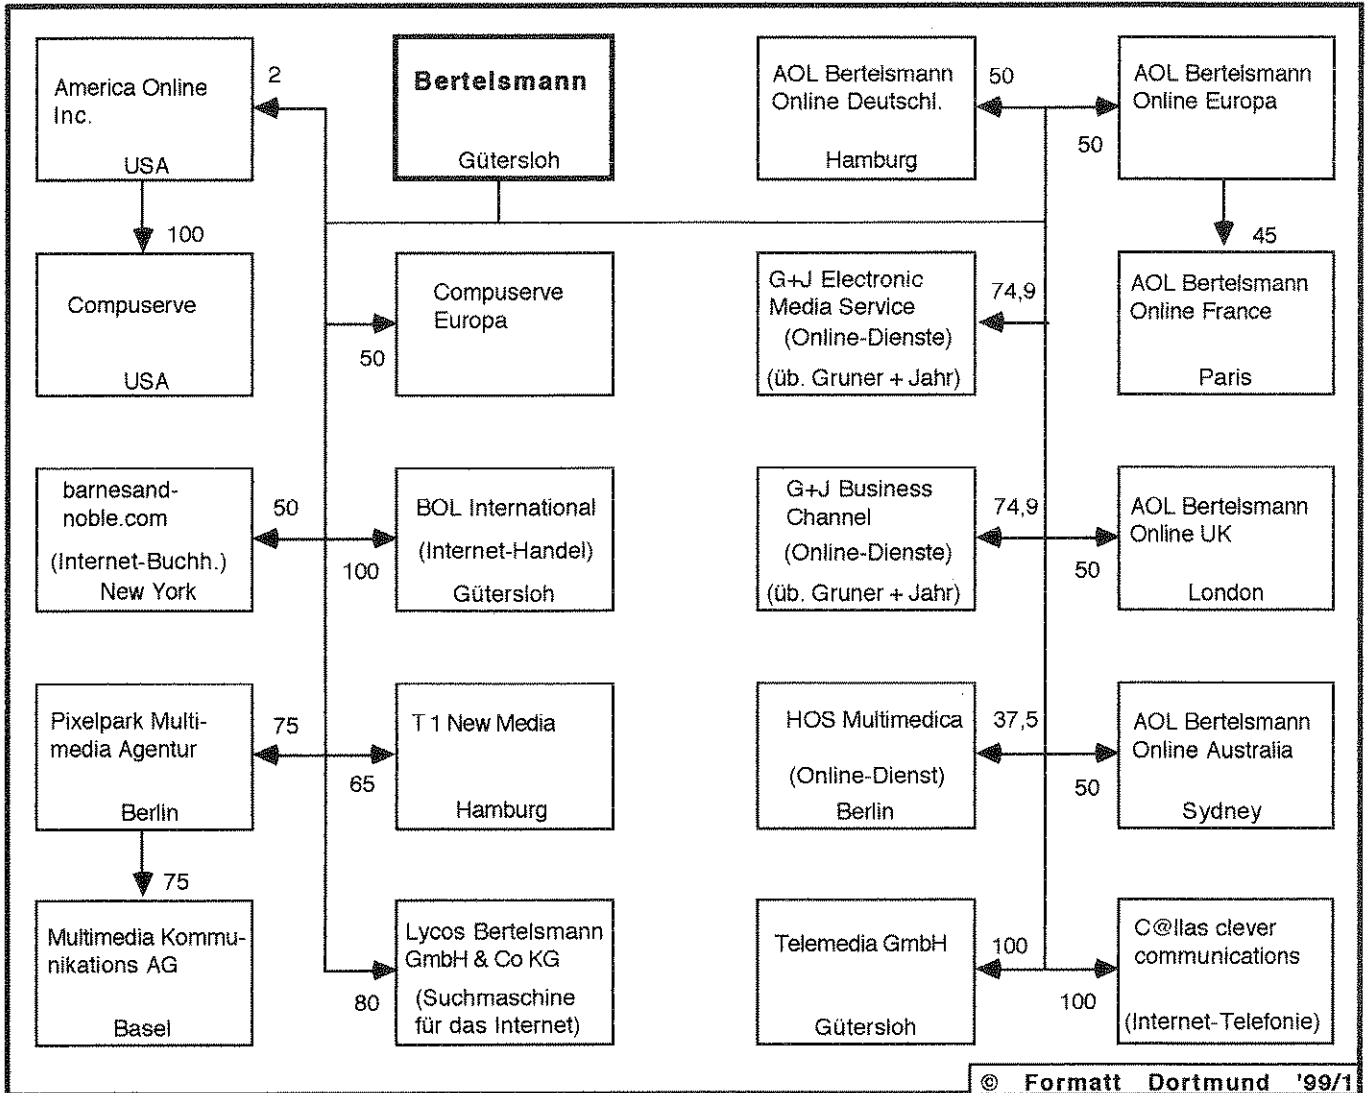 America Online
Inc.
USA
2
Bertelsmann
Gütersloh
AOL Bertelsmann
Online Deutschl.
Hamburg
50
AOL Bertelsmann
Online Europa
50
100
45
Compuserve
USA
Compuserve
Europa
50
G+J Electronic
Media Service
(Online-Dienste)
(üb. Gruner + Jahr)
74,9
AOL Bertelsmann
Online France
Paris
barnesand-
noble.com
(Internet-Buchh.)
New York
50
BOL International
(Internet-Handel)
Gütersloh
100
G+J Business
Channel
(Online-Dienste)
(üb. Gruner + Jahr)
74,9
AOL Bertelsmann
Online UK
London
50
Pixelpark Multi-
media Agentur
Berlin
75
T 1 New Media
Hamburg
65
HOS Multimedica
(Online-Dienst)
Berlin
37,5
AOL Bertelsmann
Online Australia
Sydney
50
75
Multimedia Kommu-
nikations AG
Basel
Lycos Bertelsmann
GmbH & Co KG
(Suchmaschine
für das Internet)
80
Telemedia GmbH
Gütersloh
100
C@llas clever
communications
(Internet-Telefonie)
100
© Formatt Dortmund '99/1